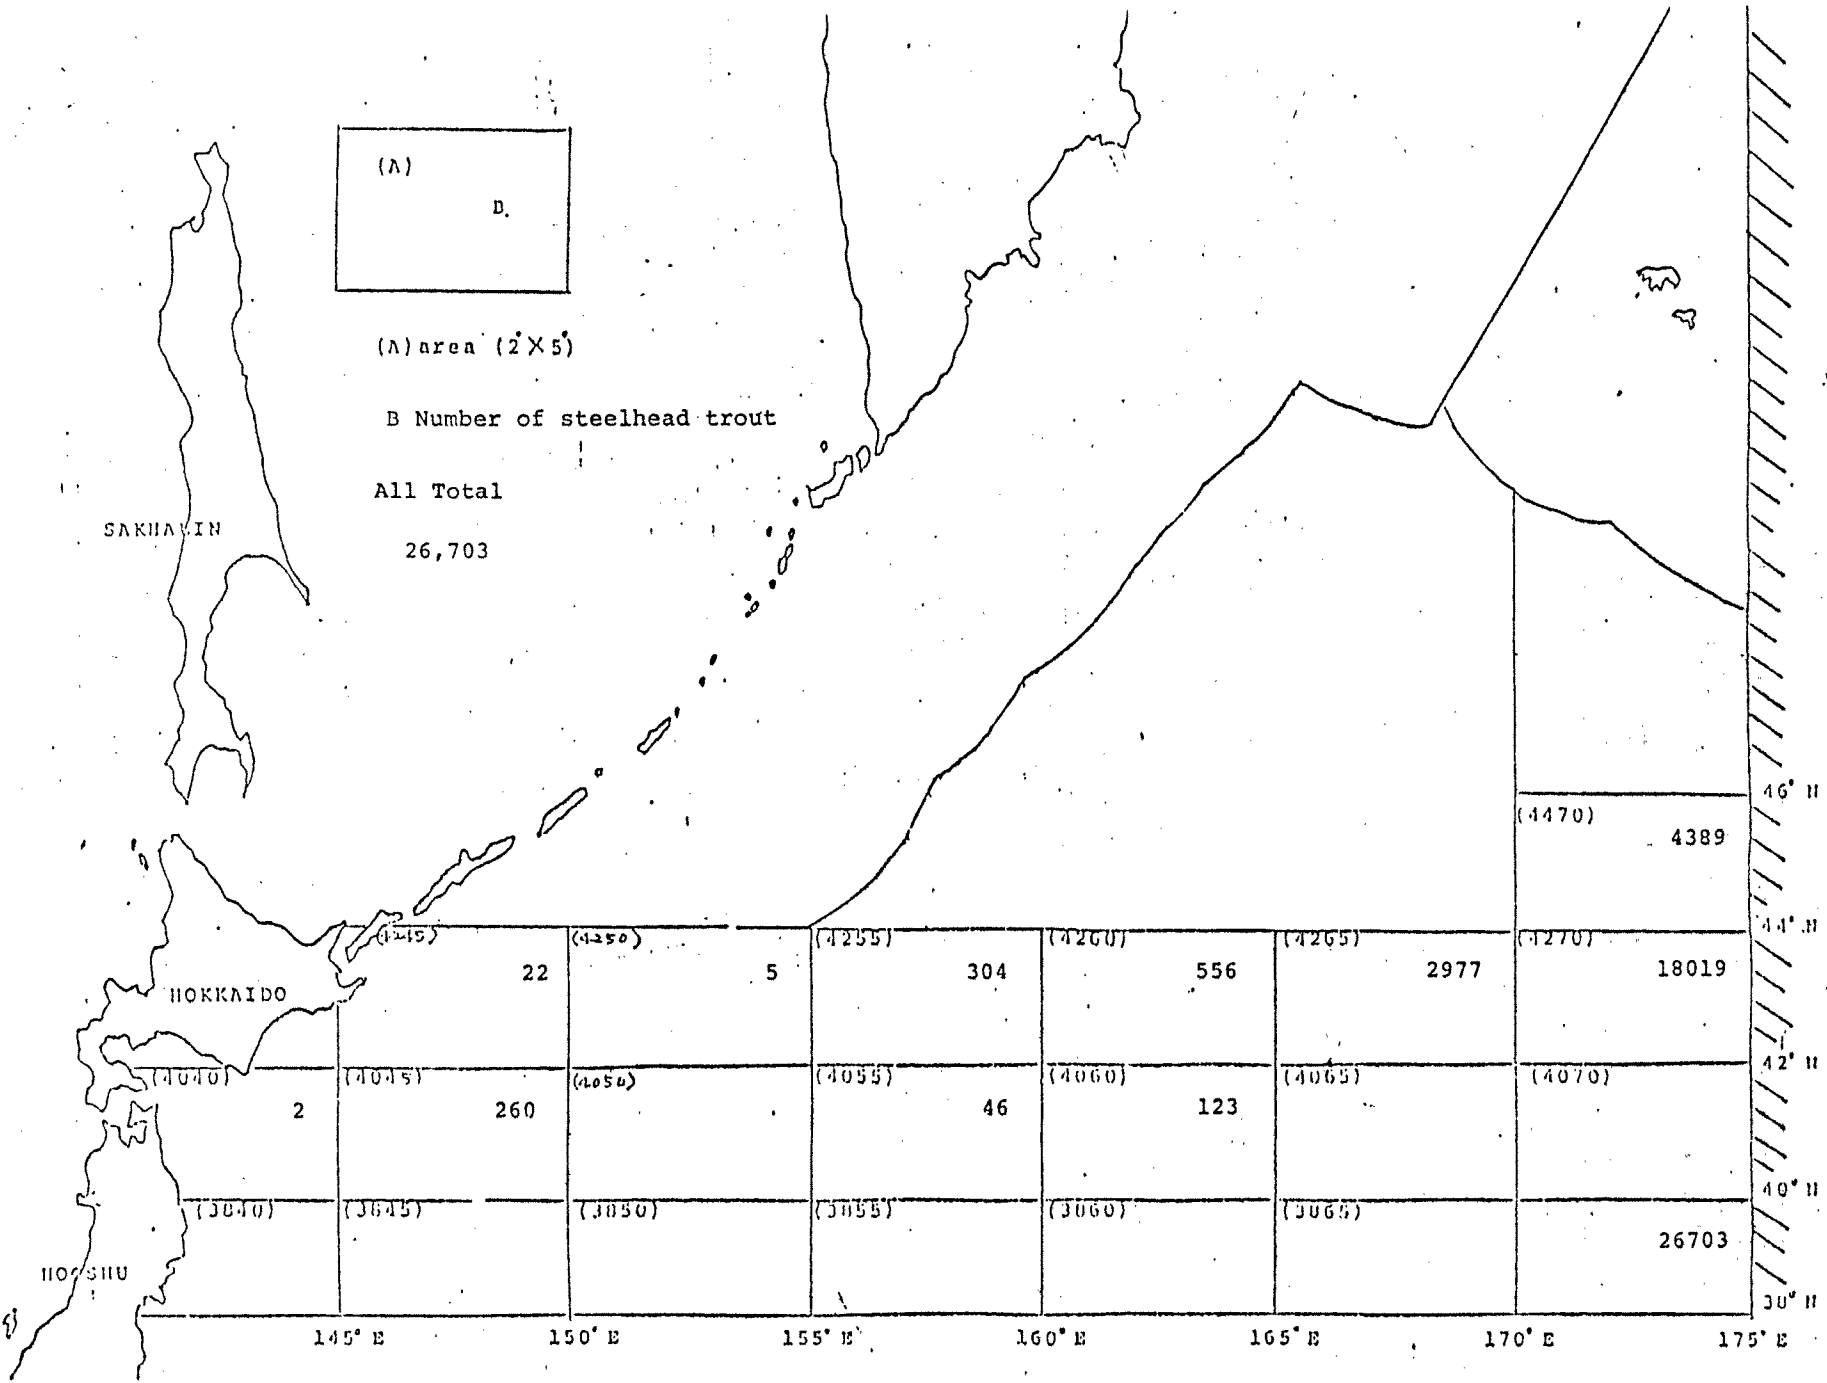 (A)
B.
(A) area (2°X5°)
B Number of steelhead trout
All Total
26,703
SAKHALIN
46° N
(4470)
4389
44° N
(4245)
(4250)
(4255)
(4260)
(4265)
(4270)
22
5
304
556
2977
18019
HOKKAIDO
42° N
(4040)
(4045)
(4050)
(4055)
(4060)
(4065)
(4070)
2
260
46
123
40° N
(3840)
(3845)
(3850)
(3855)
(3860)
(3865)
26703
HONSHU
38° N
145° E
150° E
155° E
160° E
165° E
170° E
175° E